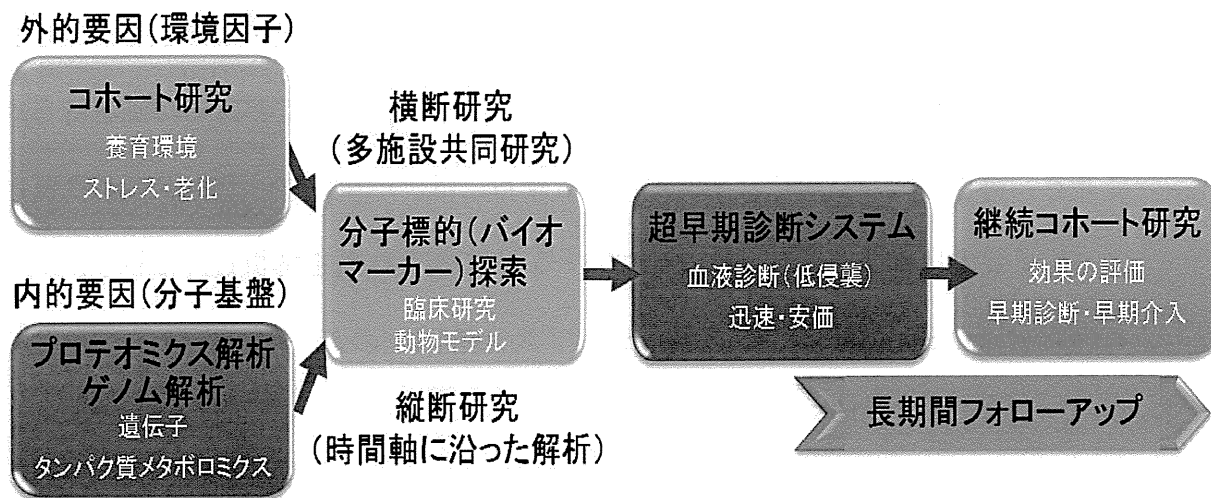 外的要因(環境因子)
コホート研究
養育環境
ストレス・老化
内的要因(分子基盤)
プロテオミクス解析
ゲノム解析
遺伝子
タンパク質メタボロミクス
横断研究
(多施設共同研究)
分子標的(バイオ
マーカー)探索
臨床研究
動物モデル
縦断研究
(時間軸に沿った解析)
超早期診断システム
血液診断(低侵襲)
迅速・安価
継続コホート研究
効果の評価
早期診断・早期介入
長期間フォローアップ